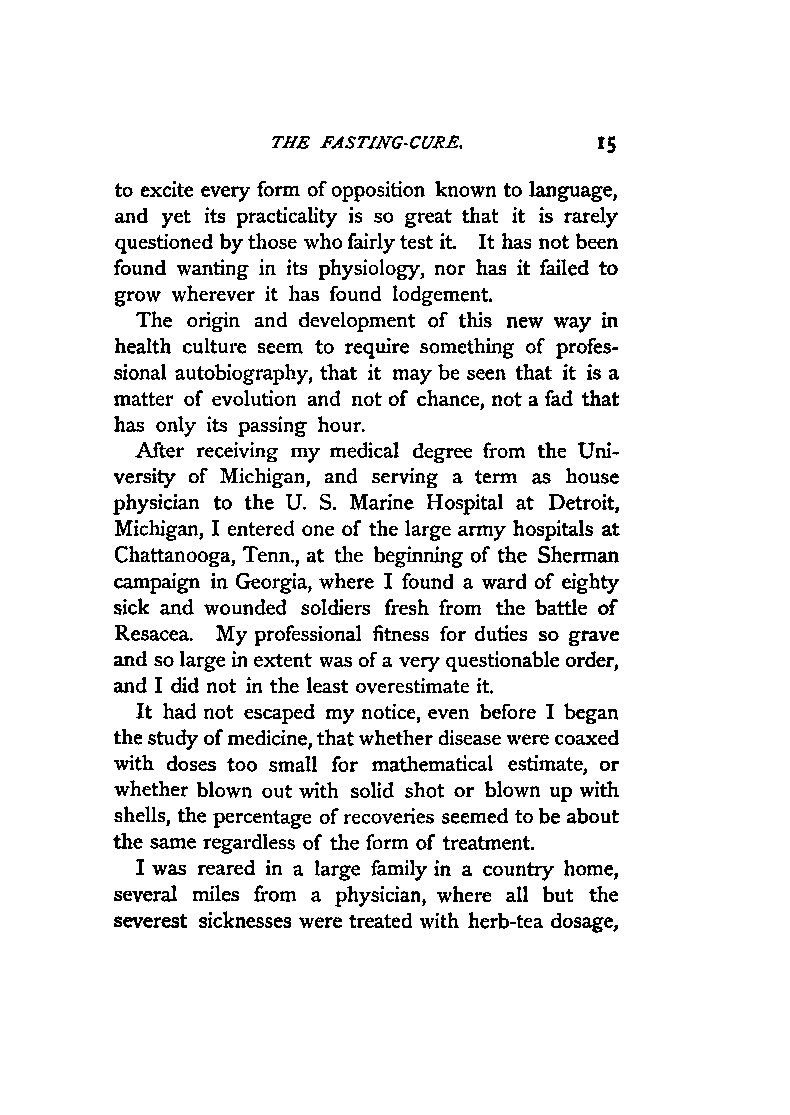 THE FASTING-CURE. 15
to excite every form of opposition known to language,
and yet its practicality is so great that it is rarely
questioned by those who fairly test it. It has not been
found wanting in its physiology, nor has it failed to
grow wherever it has found lodgement.
The origin and development of this new way in
health culture seem to require something of profes-
sional autobiography, that it may be seen that it is a
matter of evolution and not of chance, not a fad that
has only its passing hour.
After receiving my medical degree from the Uni-
versity of Michigan, and serving a term as house
physician to the U. S. Marine Hospital at Detroit,
Michigan, I entered one of the large army hospitals at
Chattanooga, Tenn., at the beginning of the Sherman
campaign in Georgia, where I found a ward of eighty
sick and wounded soldiers fresh from the battle of
Resacea. My professional fitness for duties so grave
and so large in extent was of a very questionable order,
and I did not in the least overestimate it.
It had not escaped my notice, even before I began
the study of medicine, that whether disease were coaxed
with doses too small for mathematical estimate, or
whether blown out with solid shot or blown up with
shells, the percentage of recoveries seemed to be about
the same regardless of the form of treatment.
I was reared in a large family in a country home,
several miles from a physician, where all but the
severest sicknesses were treated with herb-tea dosage,